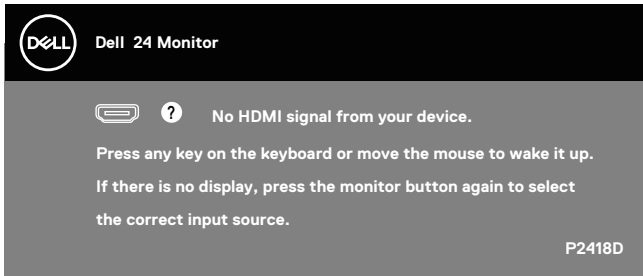 DELL
Dell 24 Monitor
? No HDMI signal from your device.
Press any key on the keyboard or move the mouse to wake it up.
If there is no display, press the monitor button again to select
the correct input source.
P2418D